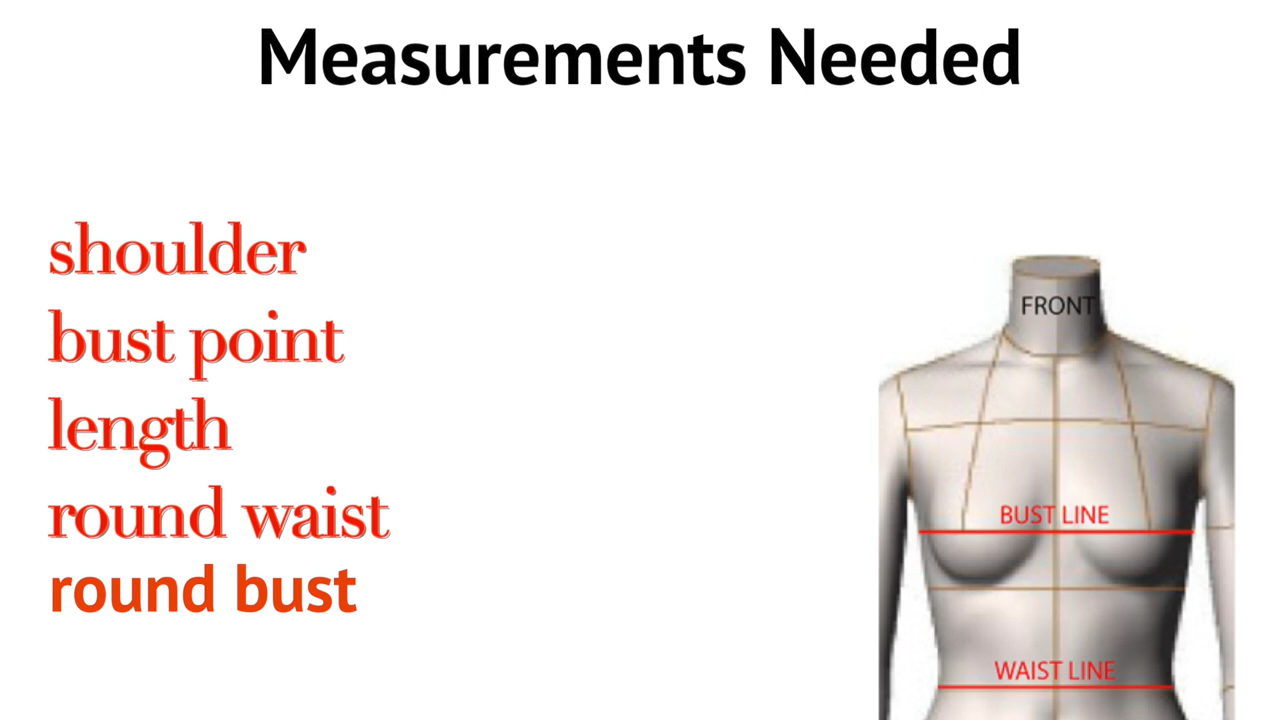 Measurements Needed
shoulder
bust point
length
round waist
round bust
FRONT
BUST LINE
WAIST LINE